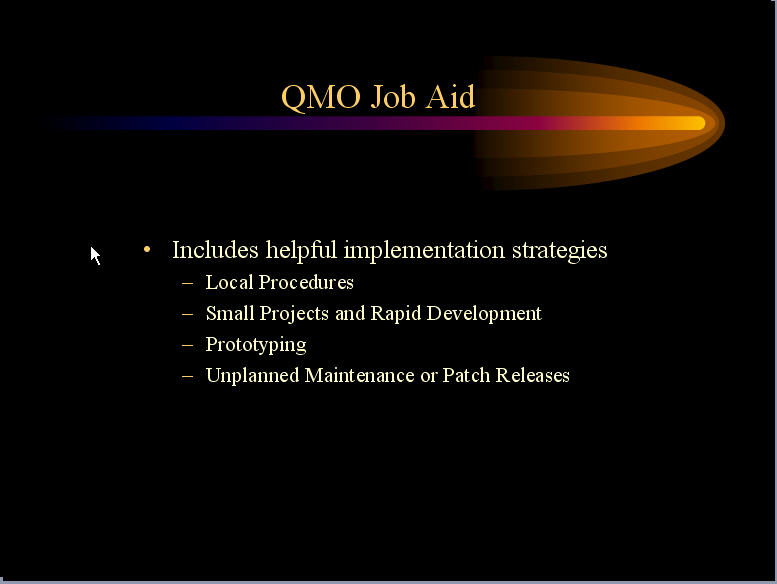 QMO Job Aid
• Includes helpful implementation strategies
– Local Procedures
– Small Projects and Rapid Development
– Prototyping
– Unplanned Maintenance or Patch Releases